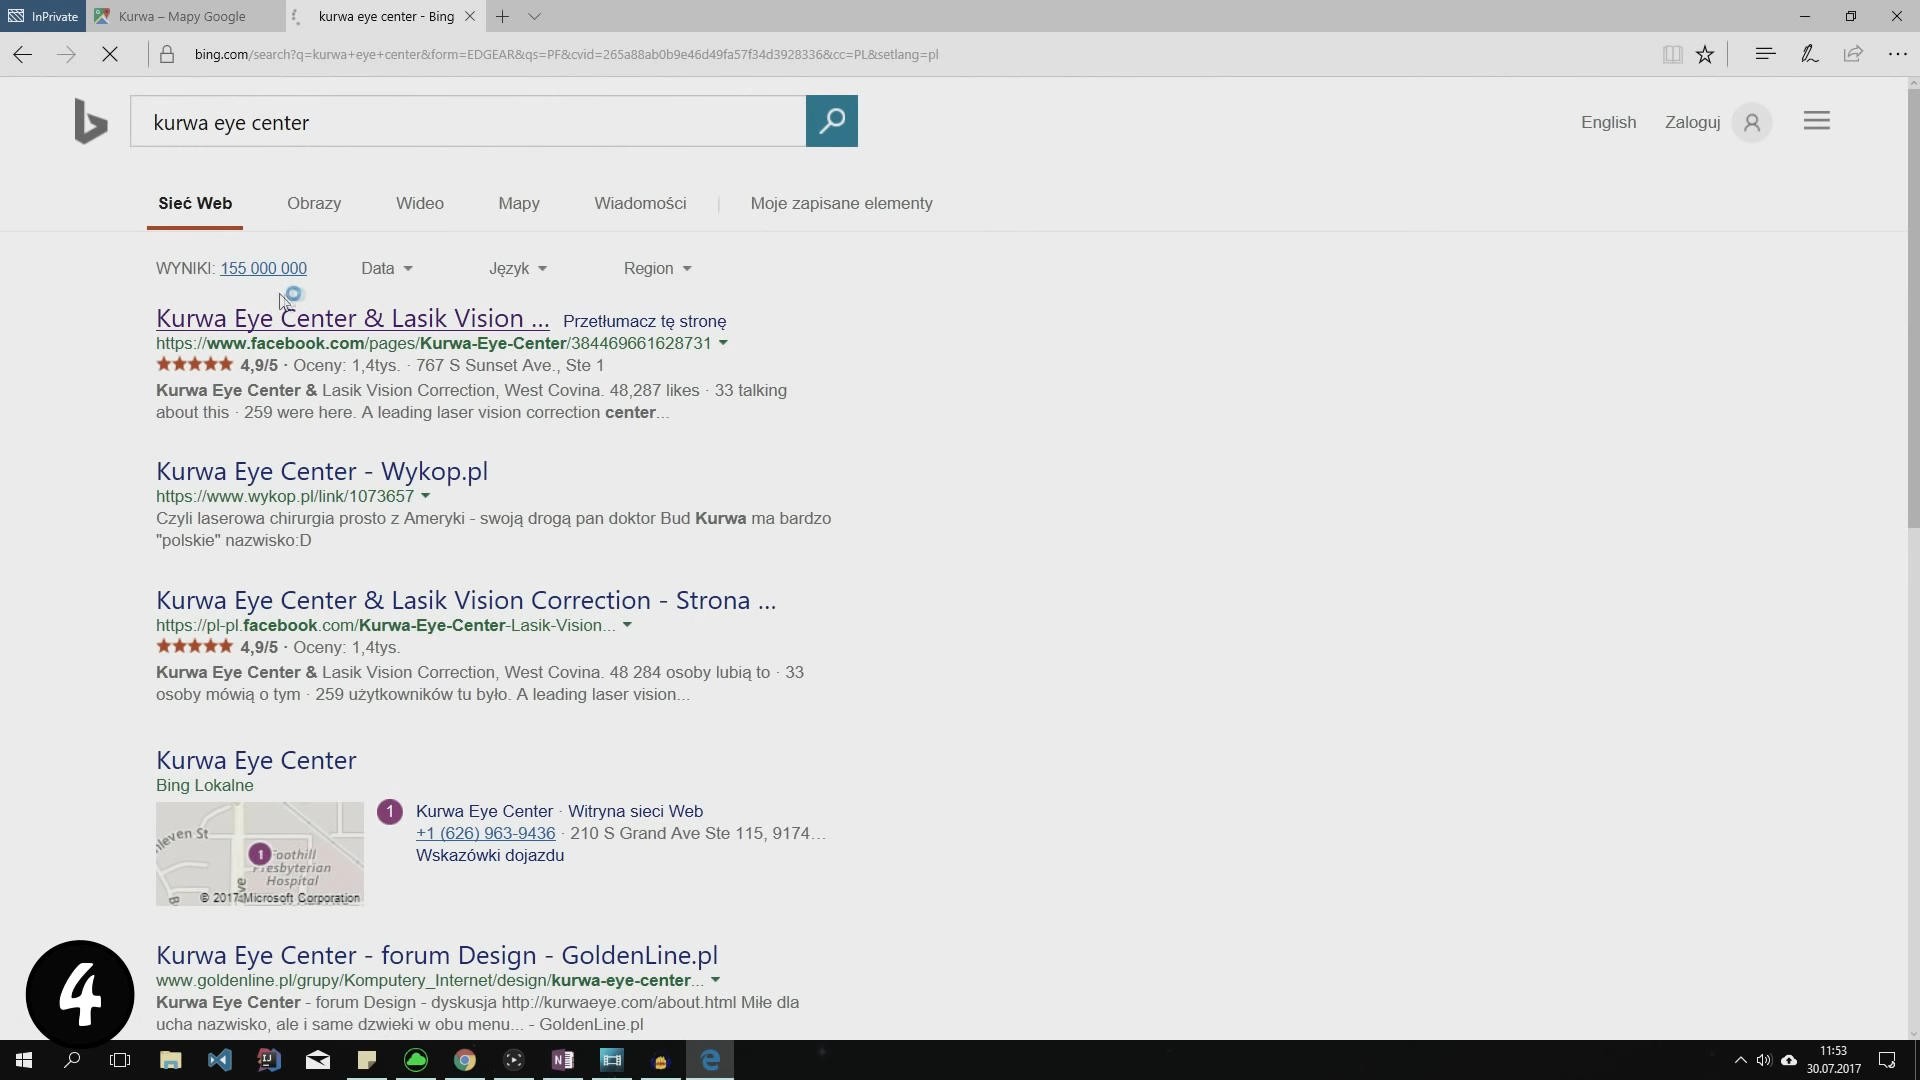 InPrivate
Kurwa – Mapy Google
kurwa eye center - Bing
bing.com/search?q=kurwa+eye+center&form=EDGEAR&qs=PF&cvid=265a88ab0b9e46d49fa57f34d3928336&cc=PL&setlang=pl
kurwa eye center
English
Zaloguj
Sieć Web
Obrazy
Wideo
Mapy
Wiadomości
Moje zapisane elementy
WYNIKI: 155 000 000
Data
Język
Region
Kurwa Eye Center & Lasik Vision ... Przetłumacz tę stronę
https://www.facebook.com/pages/Kurwa-Eye-Center/384469661628731
4,9/5 · Oceny: 1,4tys. · 767 S Sunset Ave., Ste 1
Kurwa Eye Center & Lasik Vision Correction, West Covina. 48,287 likes · 33 talking
about this · 259 were here. A leading laser vision correction center...
Kurwa Eye Center - Wykop.pl
https://www.wykop.pl/link/1073657
Czyli laserowa chirurgia prosto z Ameryki - swoją drogą pan doktor Bud Kurwa ma bardzo
"polskie" nazwisko:D
Kurwa Eye Center & Lasik Vision Correction - Strona ...
https://pl-pl.facebook.com/Kurwa-Eye-Center-Lasik-Vision...
4,9/5 · Oceny: 1,4tys.
Kurwa Eye Center & Lasik Vision Correction, West Covina. 48 284 osoby lubią to · 33
osoby mówią o tym · 259 użytkowników tu było. A leading laser vision...
Kurwa Eye Center
Bing Lokalne
leven St
1
Foothill
Presbyterian
Hospital
Ave
B
© 2017 Microsoft Corporation
1
Kurwa Eye Center · Witryna sieci Web
+1 (626) 963-9436 · 210 S Grand Ave Ste 115, 9174...
Wskazówki dojazdu
Kurwa Eye Center - forum Design - GoldenLine.pl
www.goldenline.pl/grupy/Komputery_Internet/design/kurwa-eye-center...
Kurwa Eye Center - forum Design - dyskusja http://kurwaeye.com/about.html Miłe dla
ucha nazwisko, ale i same dzwieki w obu menu... - GoldenLine.pl
4
11:53
30.07.2017